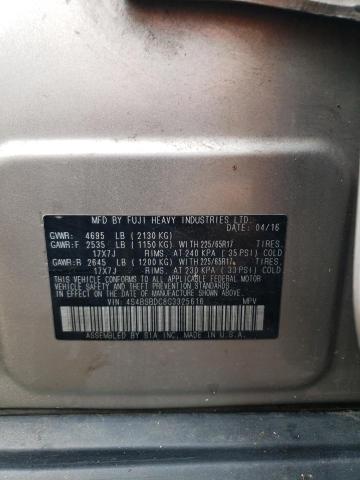 MFD BY FUJI HEAVY INDUSTRIES LTD.
DATE: 04/16
GVWR: 4695 LB (2130 KG)
GAWR:F 2535 LB (1150 KG) WITH 225/65R17 TIRES.
17X7J RIMS. AT 240 KPA (35 PSI) COLD
GAWR:R 2645 LB (1200 KG) WITH 225/65R17 TIRES.
17X7J RIMS. AT 230 KPA (33 PSI) COLD
THIS VEHICLE CONFORMS TO ALL APPLICABLE FEDERAL
MOTOR VEHICLE SAFETY
STANDARDS IN EFFECT ON THE DATE OF MANUFACTURE SHOWN ABOVE.
VIN: 4S4BSBDC8G3325616 MPV
ASSEMBLED BY SIA INC, MADE IN U.S.A.